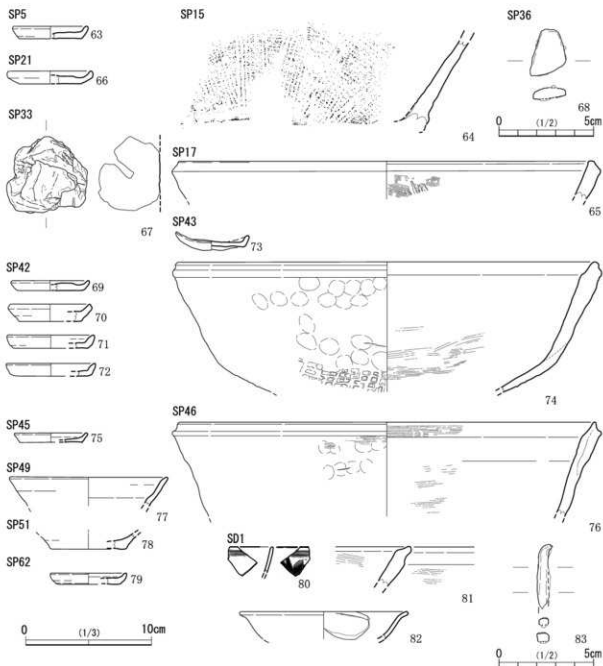 SP5
63
SP21
66
SP33
67
SP15
64
SP36
68
(1/2)
0 5cm
SP17
65
SP43
73
74
SP42
69
70
71
72
SP45
75
SP46
76
SP49
77
SP51
78
SP62
79
SD1
80
81
82
83
(1/3)
0 10cm
(1/2)
0 5cm